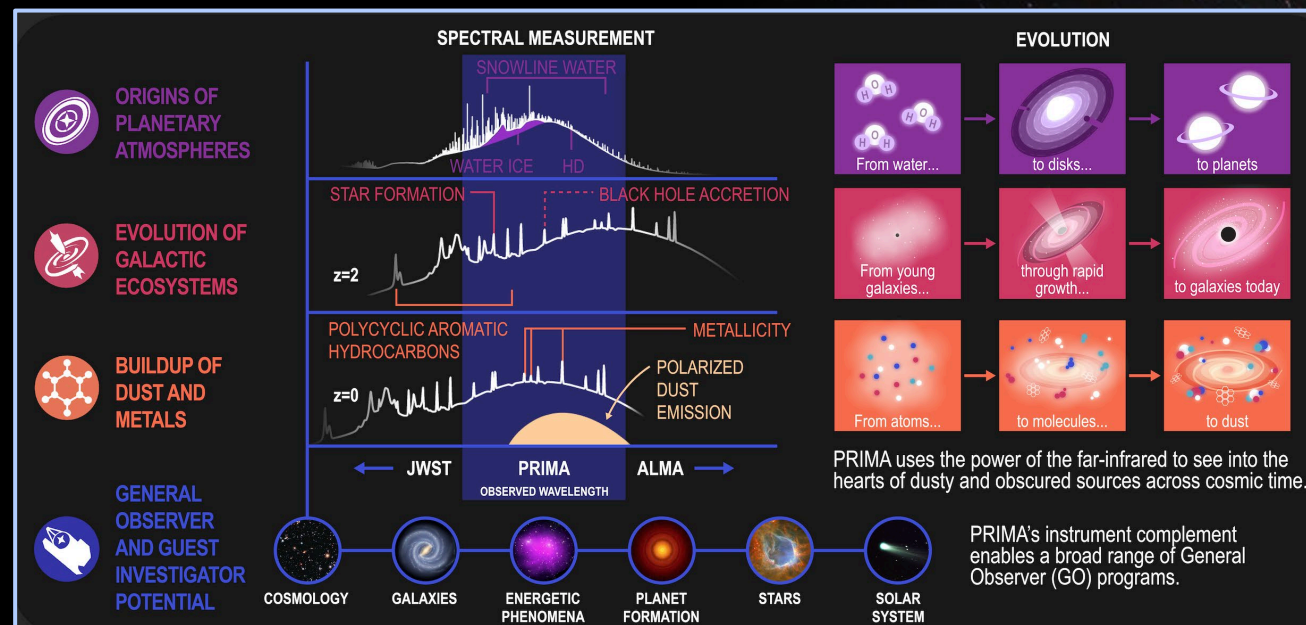 SPECTRAL MEASUREMENT
EVOLUTION
ORIGINS OF
PLANETARY
ATMOSPHERES
SNOWLINE WATER
WATER ICE
HD
H O H
H O H
H O H
From water...
to disks...
to planets
EVOLUTION OF
GALACTIC
ECOSYSTEMS
STAR FORMATION
BLACK HOLE ACCRETION
z=2
From young
galaxies...
through rapid
growth...
to galaxies today
BUILDUP OF
DUST AND
METALS
POLYCYCLIC AROMATIC
HYDROCARBONS
METALLICITY
z=0
POLARIZED
DUST
EMISSION
From atoms...
to molecules...
to dust
JWST
PRIMA
ALMA
OBSERVED WAVELENGTH
PRIMA uses the power of the far-infrared to see into the
hearts of dusty and obscured sources across cosmic time.
GENERAL
OBSERVER
AND GUEST
INVESTIGATOR
POTENTIAL
COSMOLOGY
GALAXIES
ENERGETIC
PHENOMENA
PLANET
FORMATION
STARS
SOLAR
SYSTEM
PRIMA's instrument complement
enables a broad range of General
Observer (GO) programs.